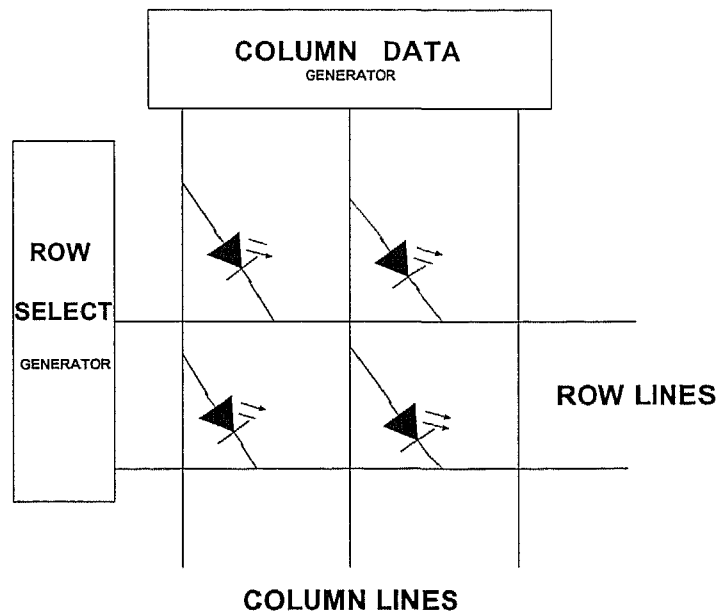 COLUMN DATA
GENERATOR
ROW
SELECT
GENERATOR
ROW LINES
COLUMN LINES